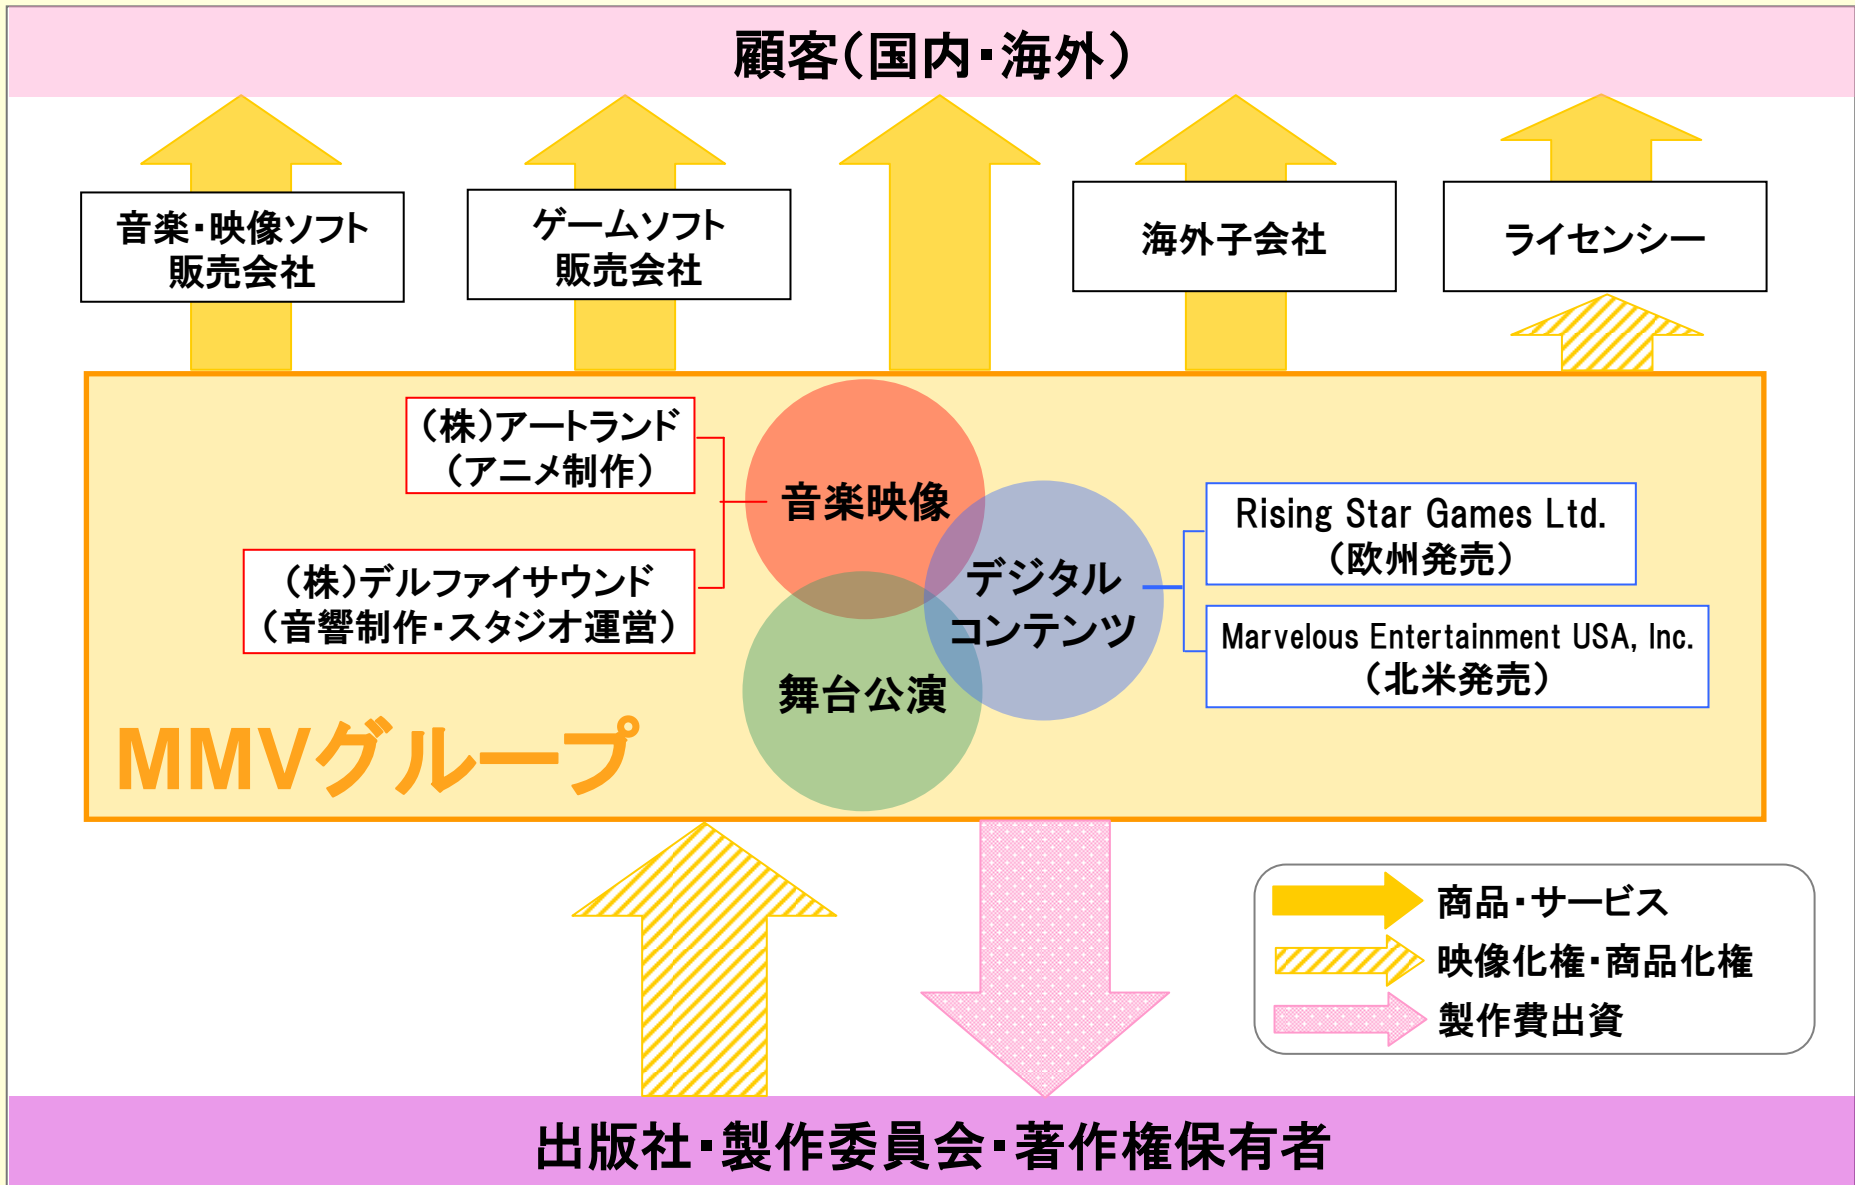 顧客（国内・海外）
音楽・映像ソフト
販売会社
ゲームソフト
販売会社
海外子会社
ライセンシー
（株）アートランド
（アニメ制作）
（株）デルファイサウンド
（音響制作・スタジオ運営）
音楽映像
デジタル
コンテンツ
舞台公演
Rising Star Games Ltd.
（欧州発売）
Marvelous Entertainment USA, Inc.
（北米発売）
MMVグループ
商品・サービス
映像化権・商品化権
製作費出資
出版社・製作委員会・著作権保有者